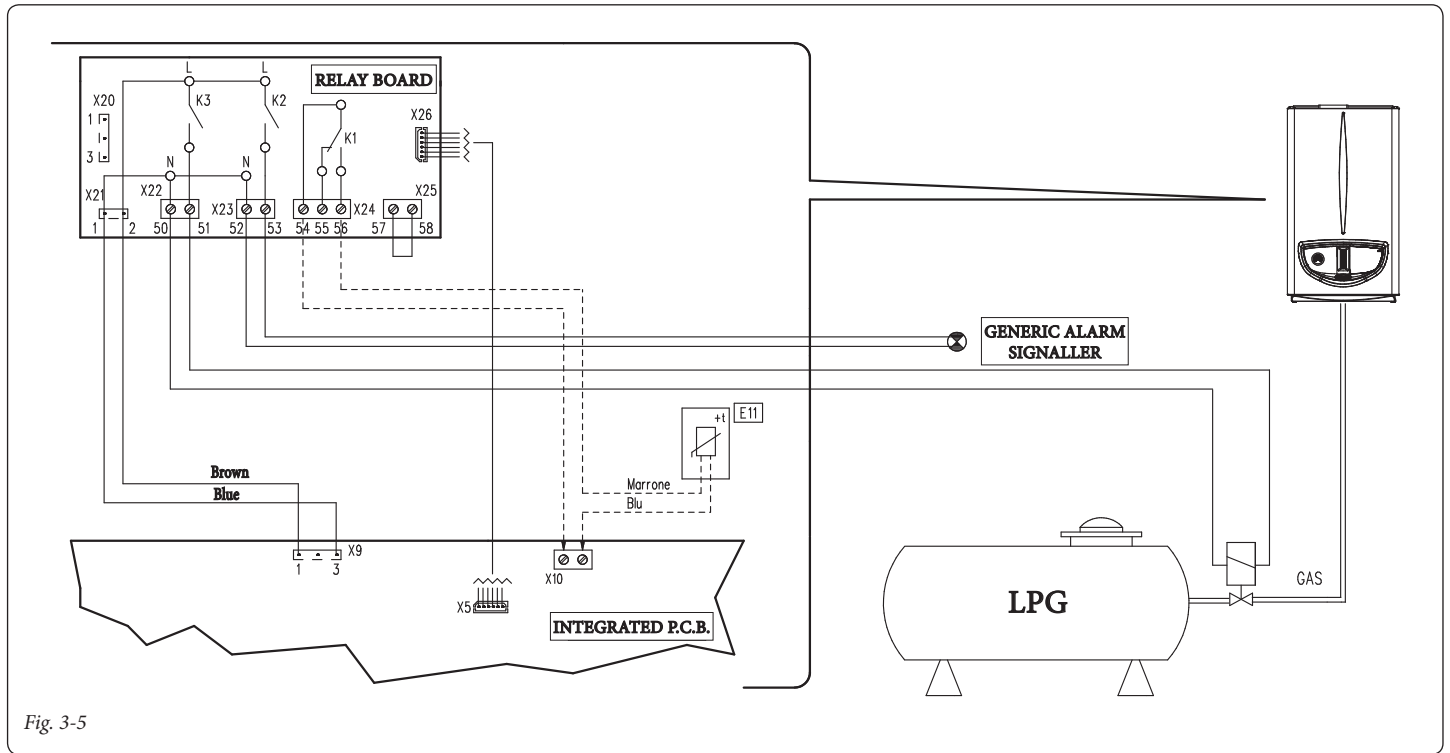 L L
RELAY BOARD
X20 K3 K2
X26
1
K1
3
N N
X21 X22 X23 X24 X25
1 2 50 51 52 53 54 55 56 57 58
GENERIC ALARM
SIGNALLER
+t E11
Brown
Blue
Marrone
Blu
X9
1 3
X10
X5
INTEGRATED P.C.B.
LPG
GAS
Fig. 3-5